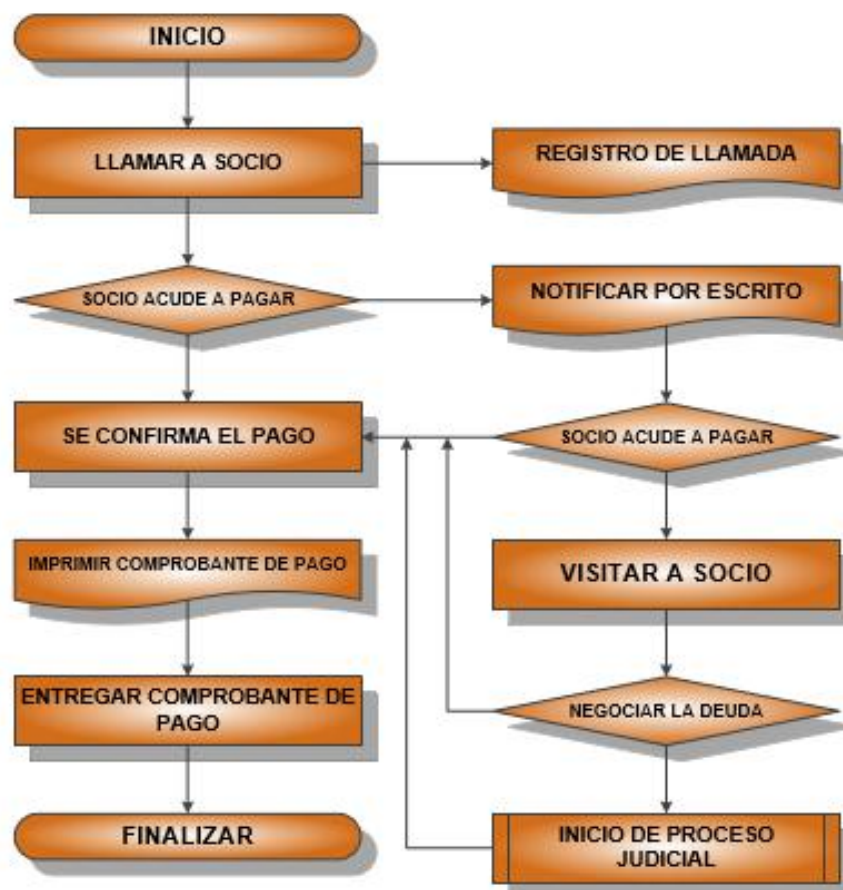 INICIO
LLAMAR A SOCIO
REGISTRO DE LLAMADA
SOCIO ACUDE A PAGAR
NOTIFICAR POR ESCRITO
SE CONFIRMA EL PAGO
SOCIO ACUDE A PAGAR
IMPRIMIR COMPROBANTE DE PAGO
VISITAR A SOCIO
ENTREGAR COMPROBANTE DE
PAGO
NEGOCIAR LA DEUDA
FINALIZAR
INICIO DE PROCESO
JUDICIAL